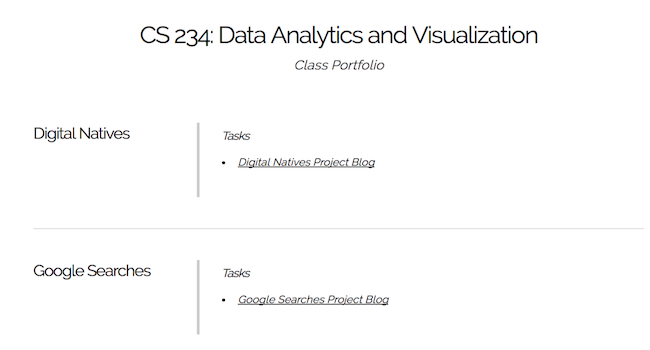 CS 234: Data Analytics and Visualization
Class Portfolio
Digital Natives
Tasks
• Digital Natives Project Blog
Google Searches
Tasks
• Google Searches Project Blog